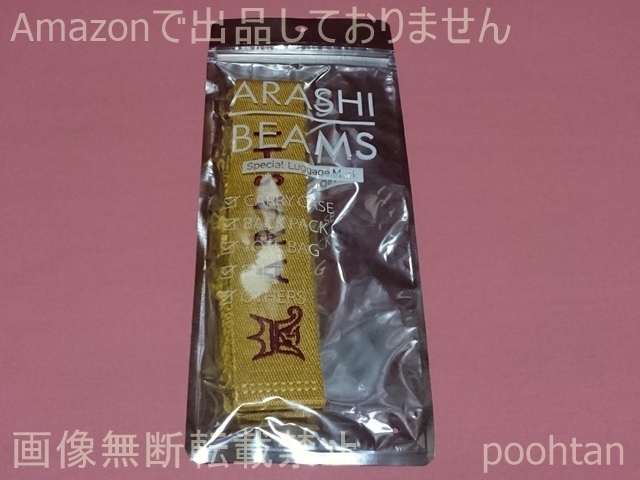 Amazonで出品しておりません
ARASHI
BEAMS
Special Luggage Mark
CARRY CASE
BACK PACK
BAG
OTHERS
ARASHI
画像無断転載禁止
poohtan